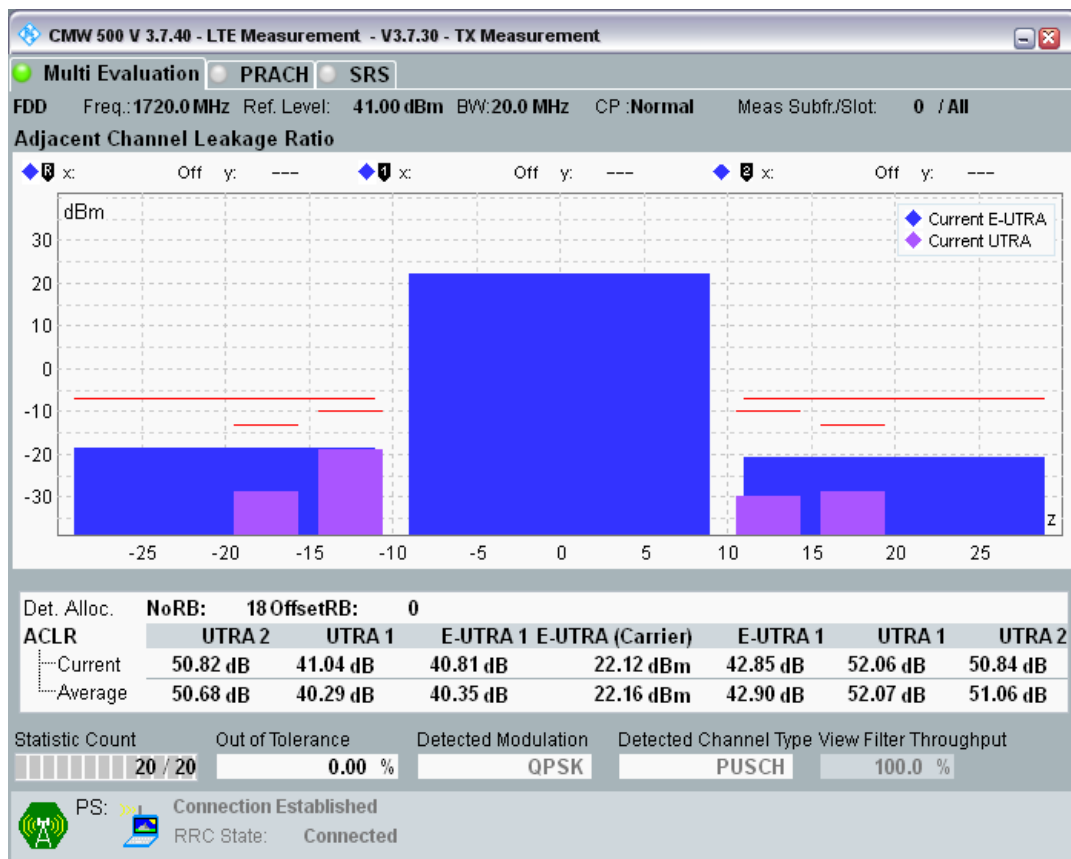 CMW 500 V 3.7.40 - LTE Measurement - V3.7.30 - TX Measurement
Multi Evaluation PRACH SRS
FDD Freq.:1720.0 MHz Ref. Level: 41.00 dBm BW:20.0 MHz CP :Normal Meas Subfr./Slot: 0 / All
Adjacent Channel Leakage Ratio
R x: Off y: --- 1 x: Off y: --- 2 x: Off y: ---
dBm
Current E-UTRA
Current UTRA
30
20
10
0
-10
-20
-30
z
-25 -20 -15 -10 -5 0 5 10 15 20 25
Det. Alloc. NoRB: 18 OffsetRB: 0
ACLR UTRA 2 UTRA 1 E-UTRA 1 E-UTRA (Carrier) E-UTRA 1 UTRA 1 UTRA 2
Current 50.82 dB 41.04 dB 40.81 dB 22.12 dBm 42.85 dB 52.06 dB 50.84 dB
Average 50.68 dB 40.29 dB 40.35 dB 22.16 dBm 42.90 dB 52.07 dB 51.06 dB
Statistic Count Out of Tolerance Detected Modulation Detected Channel Type View Filter Throughput
20 / 20 0.00 % QPSK PUSCH 100.0 %
PS: Connection Established
RRC State: Connected